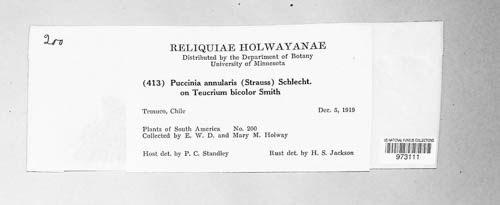 200
RELIQUIAE HOLWAYANAE
Distributed by the Department of Botany
University of Minnesota
(413) Puccinia annularis (Strauss) Schlecht.
on Teucrium bicolor Smith
Temuco, Chile Dec. 5, 1919
Plants of South America No. 200
Collected by E. W. D. and Mary M. Holway
Host det. by P. C. Standley Rust det. by H. S. Jackson
US NATIONAL FUNGUS COLLECTIONS
973111